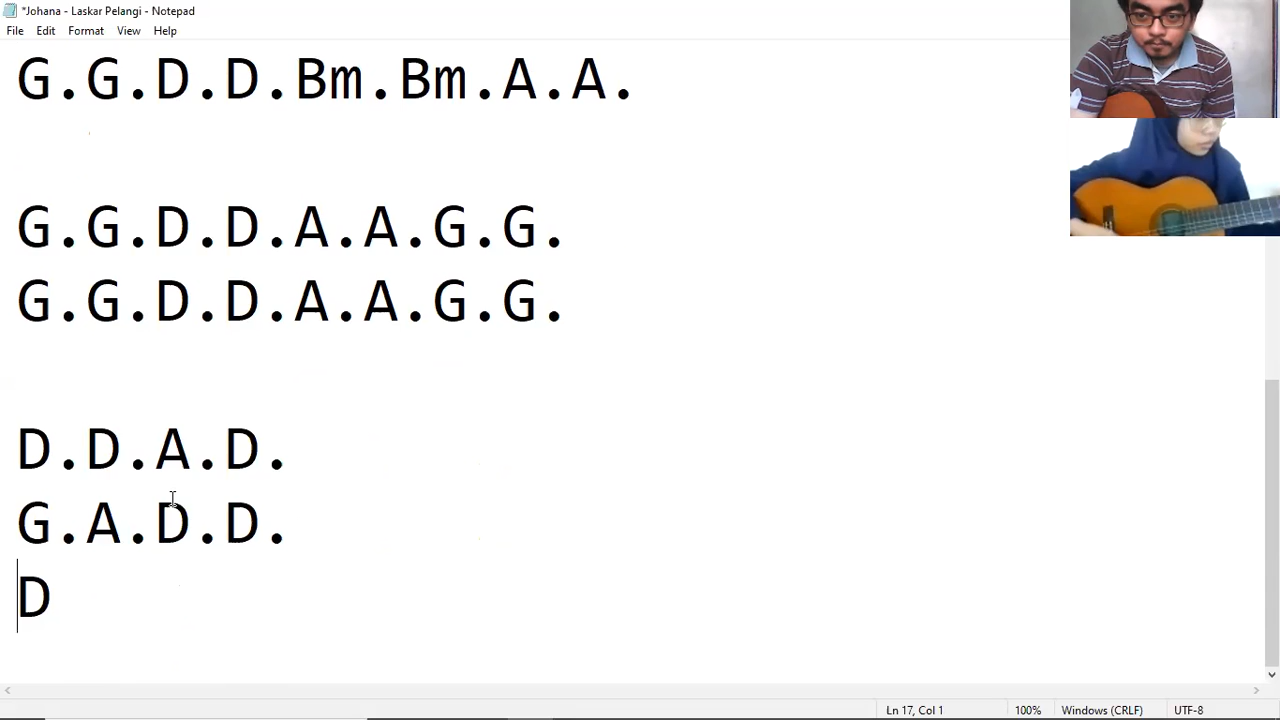 *Johana - Laskar Pelangi - Notepad
File Edit Format View Help
G.G.D.D.Bm.Bm.A.A.
G.G.D.D.A.A.G.G.
G.G.D.D.A.A.G.G.
D.D.A.D.
G.A.D.D.
D
Ln 17, Col 1 100% Windows (CRLF) UTF-8